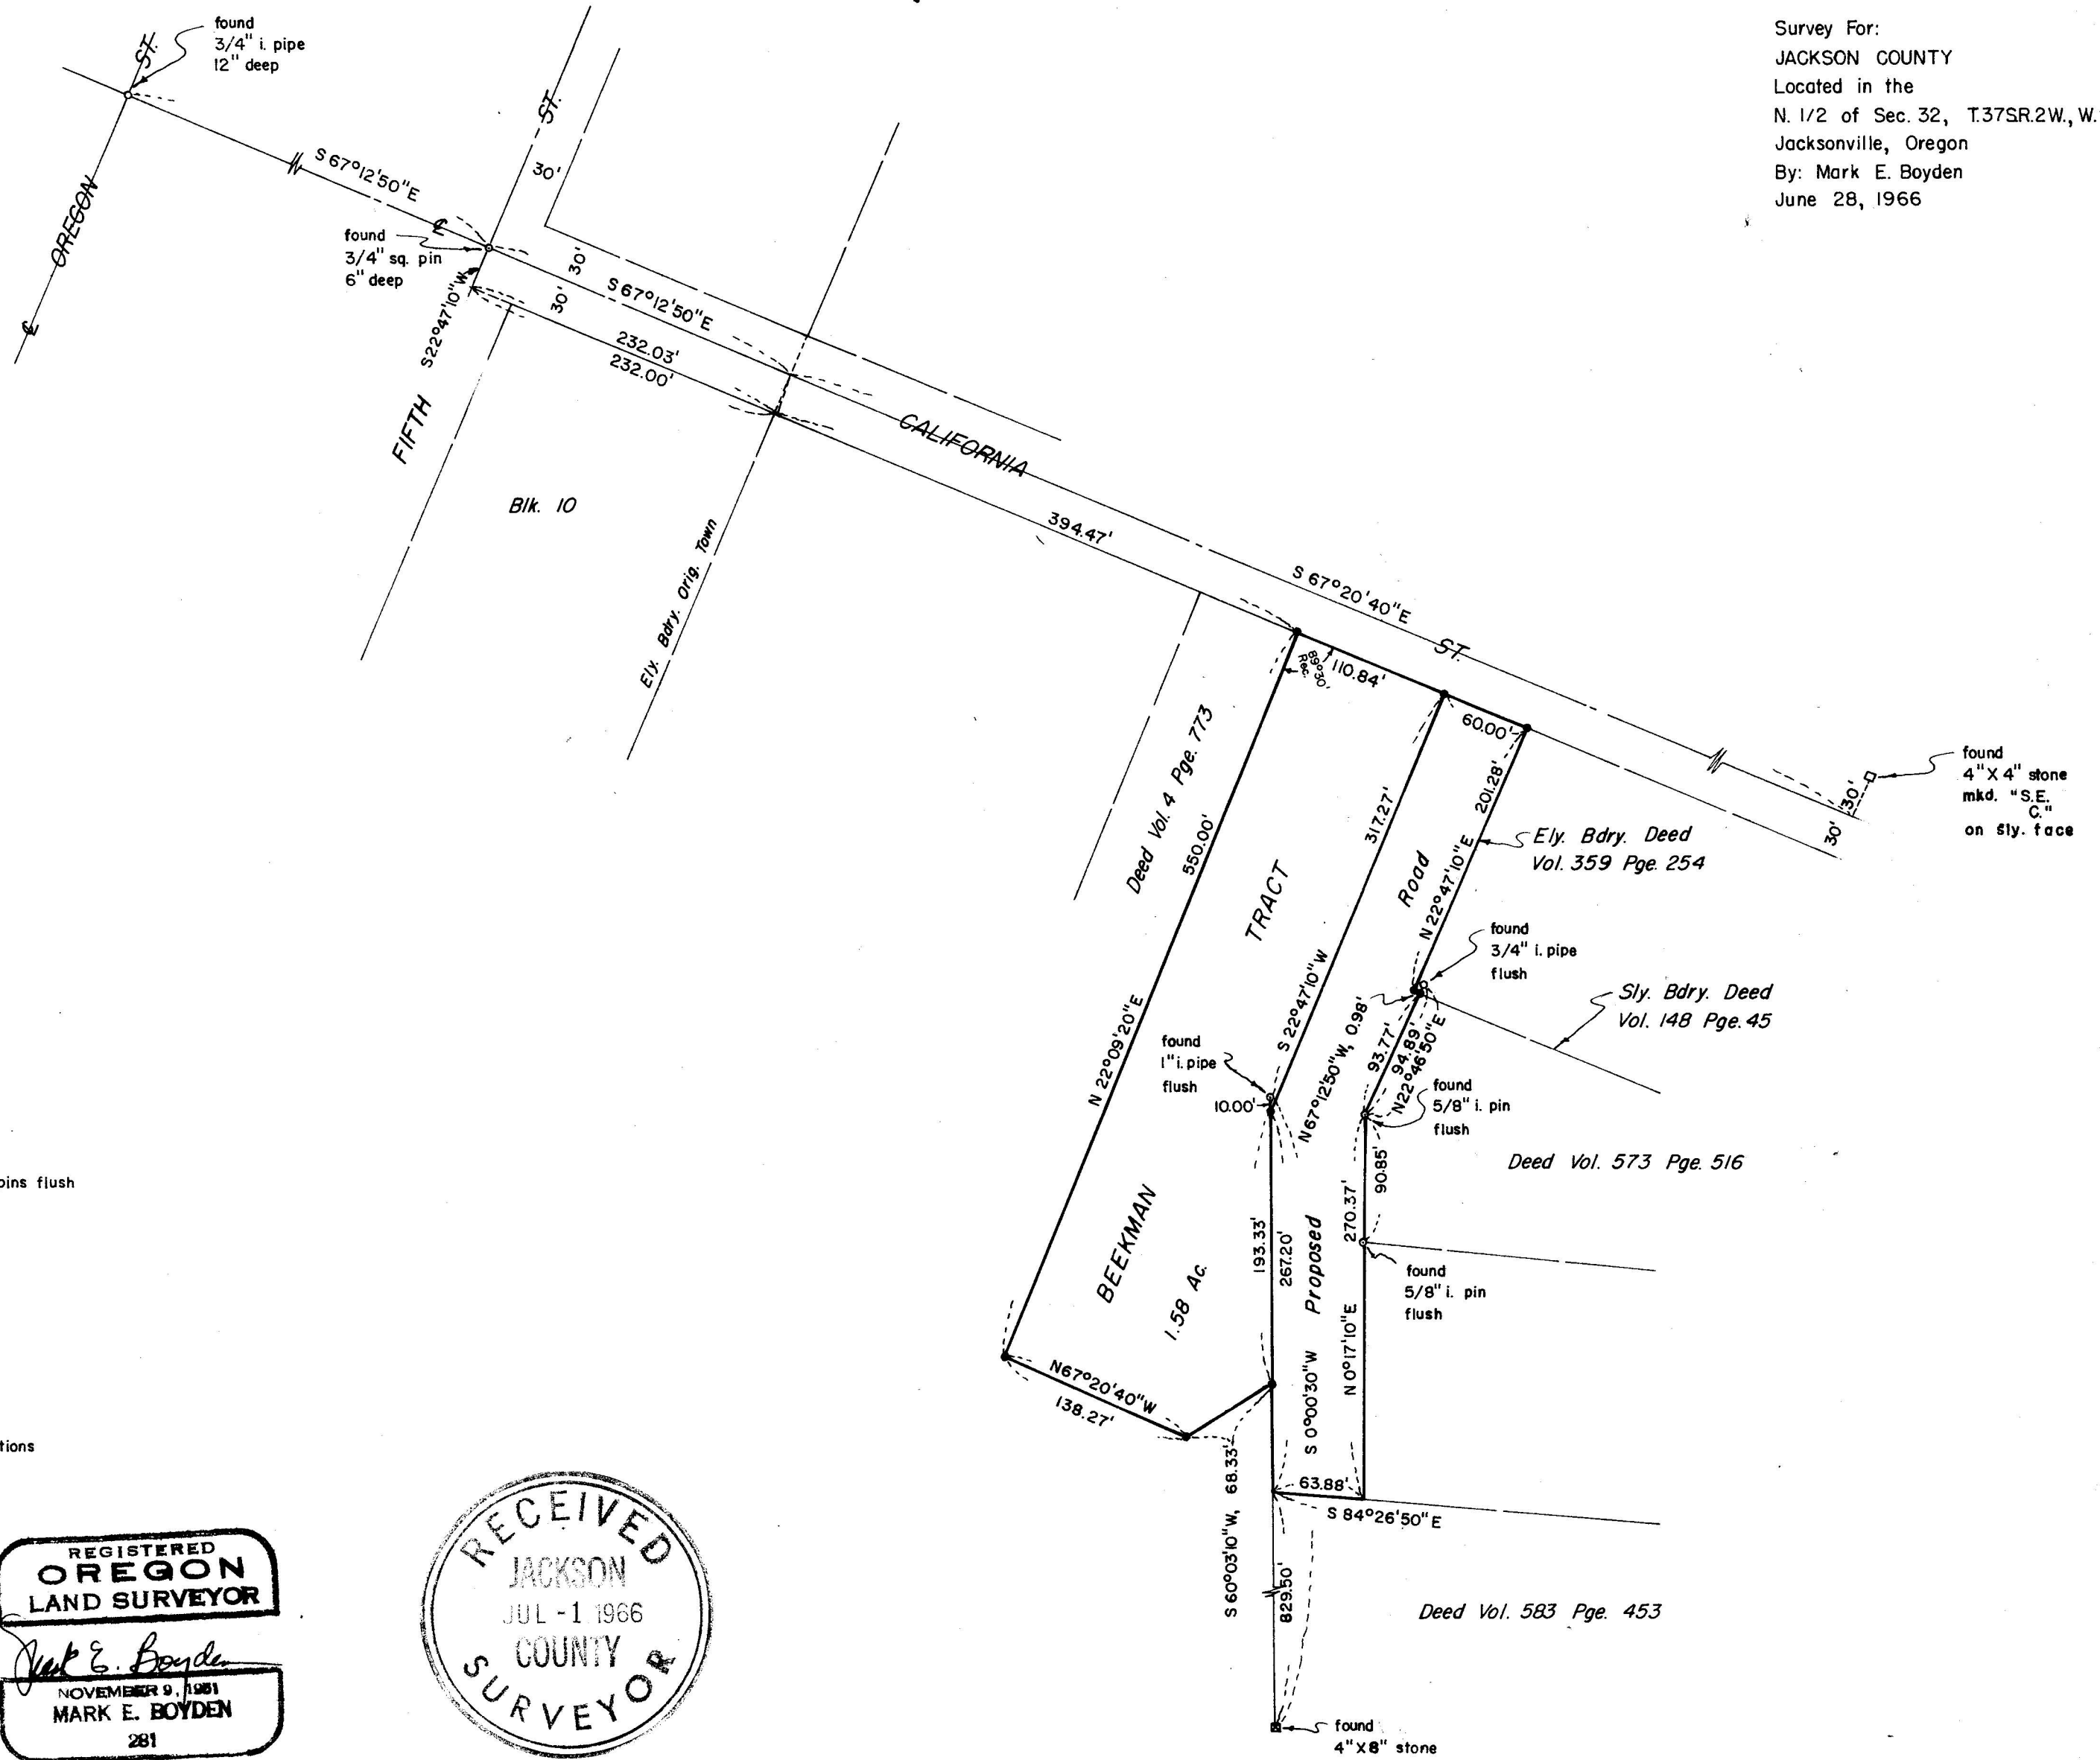 Survey For:
JACKSON COUNTY
Located in the
N. 1/2 of Sec. 32, T.37S.R.2W., W.
Jacksonville, Oregon
By: Mark E. Boyden
June 28, 1966
found
3/4" i. pipe
12" deep
ST.
OREGON
℄
S 67°12'50"E
℄
ST.
30'
found
3/4" sq. pin
6" deep
30'
30'
S 67°12'50"E
S22°47'10"W
FIFTH
232.03'
232.00'
Blk. 10
Ely. Bdry. Orig. Town
CALIFORNIA
394.47'
S 67°20'40"E
ST.
89°30'
Rec.
110.84'
60.00'
30'
30'
found
4"X 4" stone
mkd. "S.E.
C."
on Sly. face
Deed Vol. 4 Pge. 773
550.00'
N 22°09'20"E
TRACT
317.27'
S 22°47'10"W
Road
201.28'
N 22°47'10"E
Ely. Bdry. Deed
Vol. 359 Pge. 254
found
3/4" i. pipe
flush
Sly. Bdry. Deed
Vol. 148 Pge. 45
N67°12'50"W, 0.98'
93.77'
94.89'
N22°46'50"E
found
1" i. pipe
flush
10.00'
found
5/8" i. pin
flush
Deed Vol. 573 Pge. 516
90.85'
270.37'
N 0°17'10"E
found
5/8" i. pin
flush
193.33'
267.20'
Proposed
S 0°00'30"W
BEEKMAN
1.58 Ac.
N67°20'40"W
138.27'
S 60°03'10"W, 68.33'
63.88'
S 84°26'50"E
829.50'
Deed Vol. 583 Pge. 453
found
4"X8" stone
pins flush
tions
REGISTERED
OREGON
LAND SURVEYOR
Mark E. Boyden
NOVEMBER 9, 1951
MARK E. BOYDEN
281
RECEIVED
JACKSON
JUL -1 1966
COUNTY
SURVEYOR